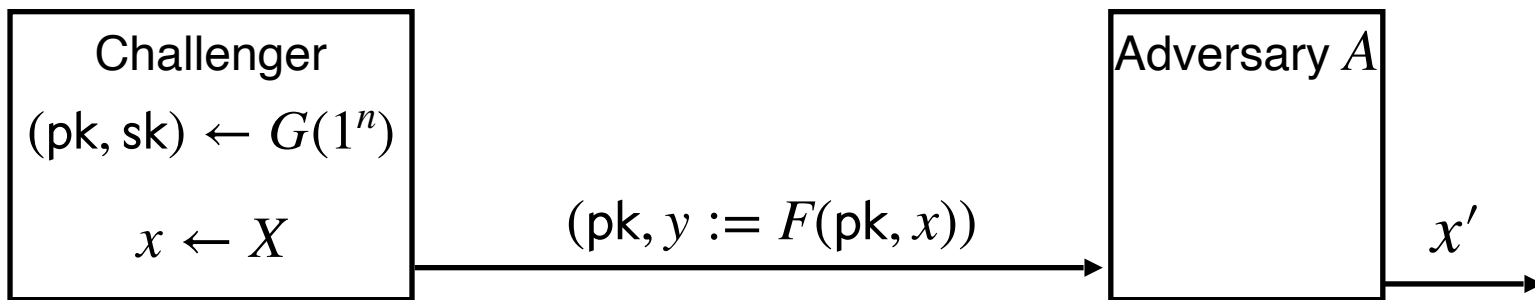 Challenger
(pk, sk) ← G(1ⁿ)
x ← X
(pk, y := F(pk, x))
Adversary A
x′